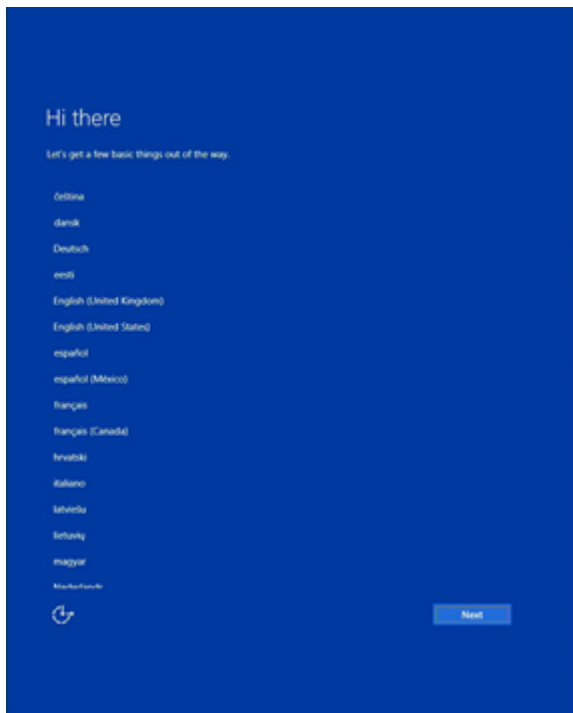 Hi there
Let's get a few basic things out of the way.
čeština
dansk
Deutsch
eesti
English (United Kingdom)
English (United States)
español
español (México)
français
français (Canada)
hrvatski
italiano
latviešu
lietuvių
magyar
Nederlands
Next